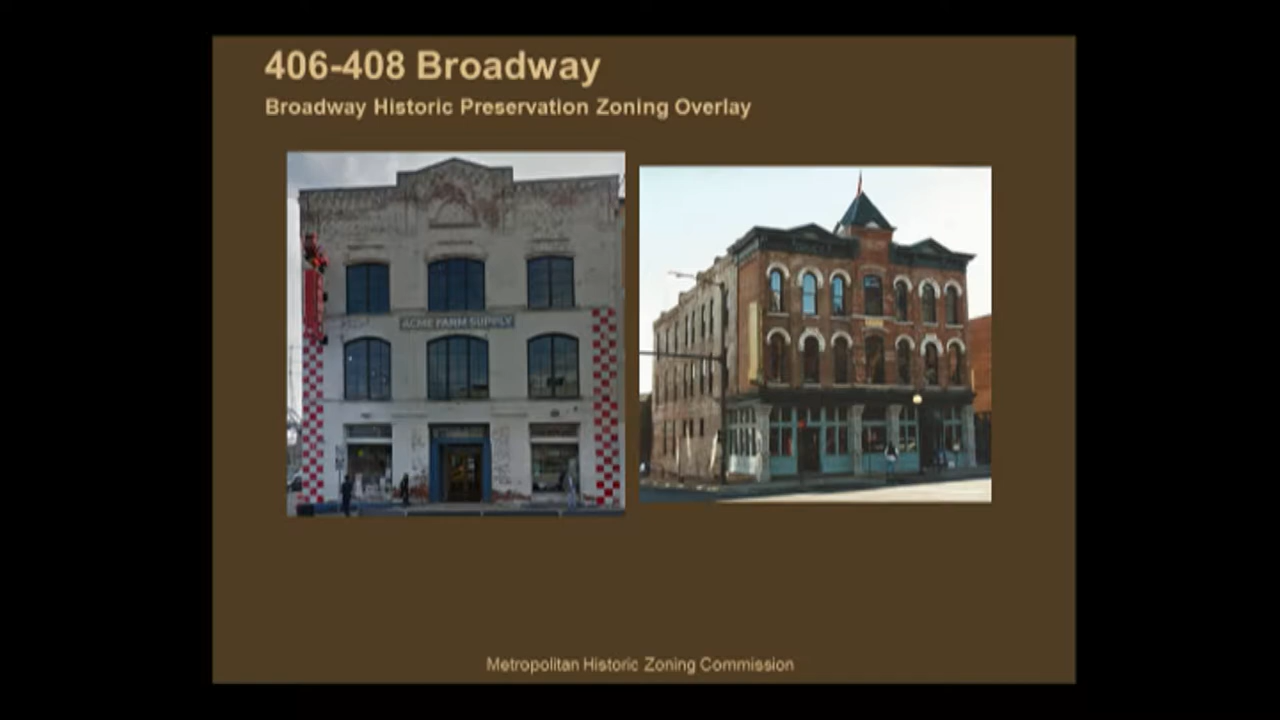 406-408 Broadway
Broadway Historic Preservation Zoning Overlay
ACME FARM SUPPLY
Metropolitan Historic Zoning Commission